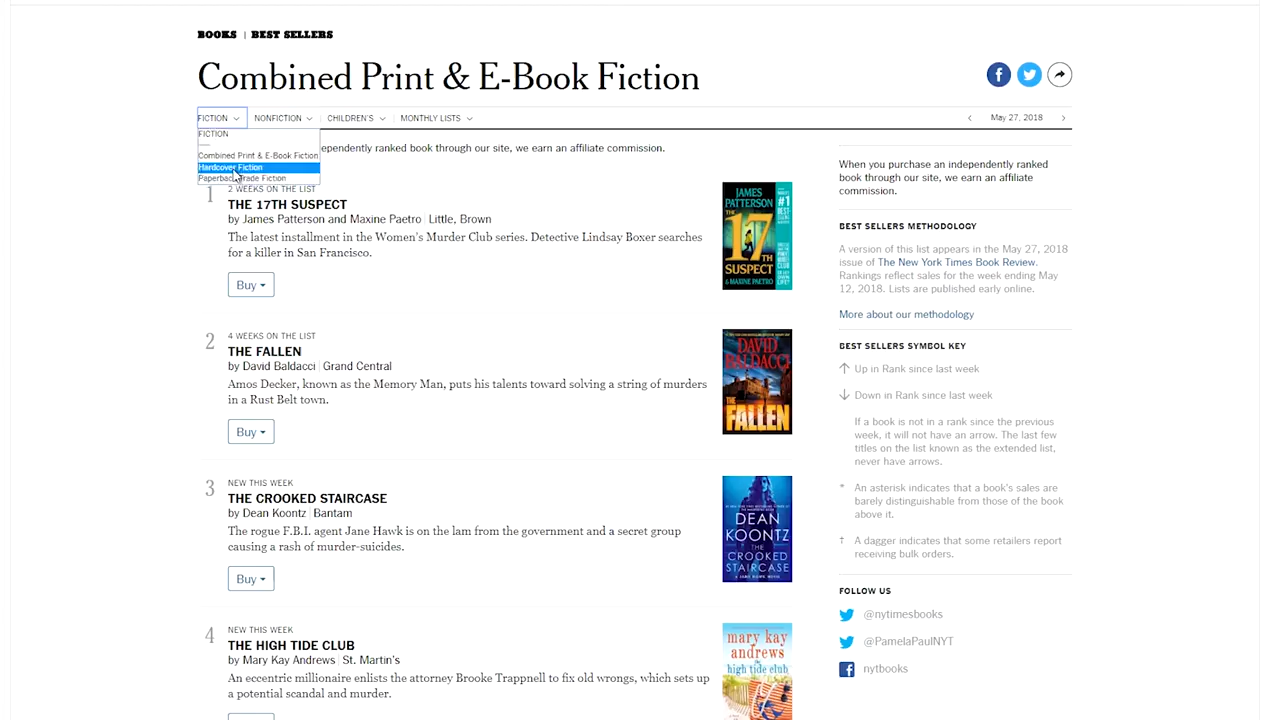 BOOKS | BEST SELLERS
Combined Print & E-Book Fiction
FICTION NONFICTION CHILDREN'S MONTHLY LISTS May 27, 2018
FICTION
Combined Print & E-Book Fiction
Hardcover Fiction
Paperback Trade Fiction
ependently ranked book through our site, we earn an affiliate commission.
1
2 WEEKS ON THE LIST
THE 17TH SUSPECT
by James Patterson and Maxine Paetro | Little, Brown
The latest installment in the Women's Murder Club series. Detective Lindsay Boxer searches
for a killer in San Francisco.
Buy
JAMES
PATTERSON
THE
17
TH
SUSPECT
& MAXINE PAETRO
2
4 WEEKS ON THE LIST
THE FALLEN
by David Baldacci | Grand Central
Amos Decker, known as the Memory Man, puts his talents toward solving a string of murders
in a Rust Belt town.
Buy
DAVID
BALDACCI
THE
FALLEN
3
NEW THIS WEEK
THE CROOKED STAIRCASE
by Dean Koontz | Bantam
The rogue F.B.I. agent Jane Hawk is on the lam from the government and a secret group
causing a rash of murder-suicides.
Buy
DEAN
KOONTZ
THE
CROOKED
STAIRCASE
A JANE HAWK NOVEL
4
NEW THIS WEEK
THE HIGH TIDE CLUB
by Mary Kay Andrews | St. Martin's
An eccentric millionaire enlists the attorney Brooke Trappnell to fix old wrongs, which sets up
a potential scandal and murder.
mary kay
andrews
the
high tide club
When you purchase an independently ranked
book through our site, we earn an affiliate
commission.
BEST SELLERS METHODOLOGY
A version of this list appears in the May 27, 2018
issue of The New York Times Book Review.
Rankings reflect sales for the week ending May
12, 2018. Lists are published early online.
More about our methodology
BEST SELLERS SYMBOL KEY
↑ Up in Rank since last week
↓ Down in Rank since last week
If a book is not in a rank since the previous
week, it will not have an arrow. The last few
titles on the list known as the extended list,
never have arrows.
* An asterisk indicates that a book's sales are
barely distinguishable from those of the book
above it.
† A dagger indicates that some retailers report
receiving bulk orders.
FOLLOW US
@nytimesbooks
@PamelaPaulNYT
nytbooks